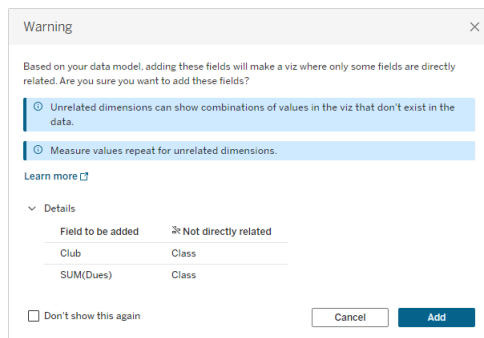 Warning
Based on your data model, adding these fields will make a viz where only some fields are directly
related. Are you sure you want to add these fields?
Unrelated dimensions can show combinations of values in the viz that don't exist in the
data.
Measure values repeat for unrelated dimensions.
Learn more
Details
Field to be added Not directly related
Club Class
SUM(Dues) Class
Don't show this again Cancel Add